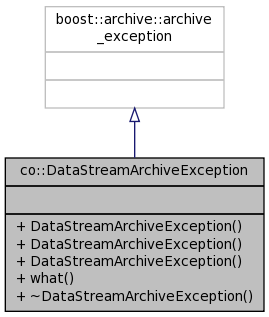 boost::archive::archive
_exception
co::DataStreamArchiveException
+ DataStreamArchiveException()
+ DataStreamArchiveException()
+ DataStreamArchiveException()
+ what()
+ ~DataStreamArchiveException()